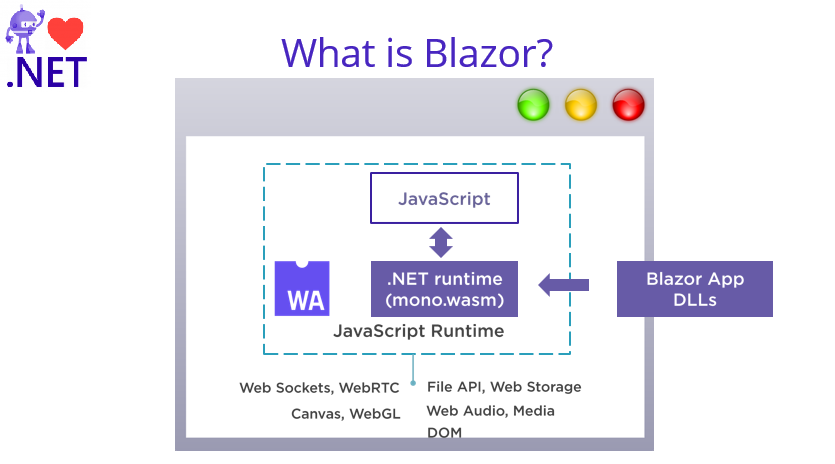 .NET
What is Blazor?
JavaScript
.NET runtime
(mono.wasm)
Blazor App
DLLs
WA
JavaScript Runtime
Web Sockets, WebRTC
Canvas, WebGL
File API, Web Storage
Web Audio, Media
DOM